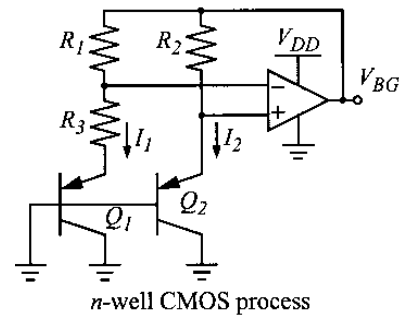 R1 R2 VDD
VBG
R3 I1 I2
Q1 Q2
n-well CMOS process